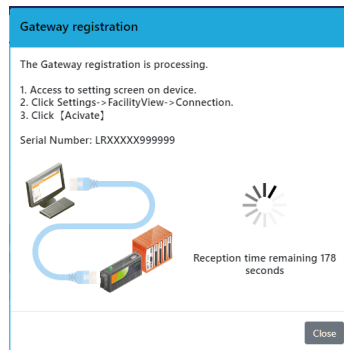 Gateway registration
The Gateway registration is processing.
1. Access to setting screen on device.
2. Click Settings->FacilityView->Connection.
3. Click【Acivate】
Serial Number: LRXXXXX999999
Reception time remaining 178
seconds
Close